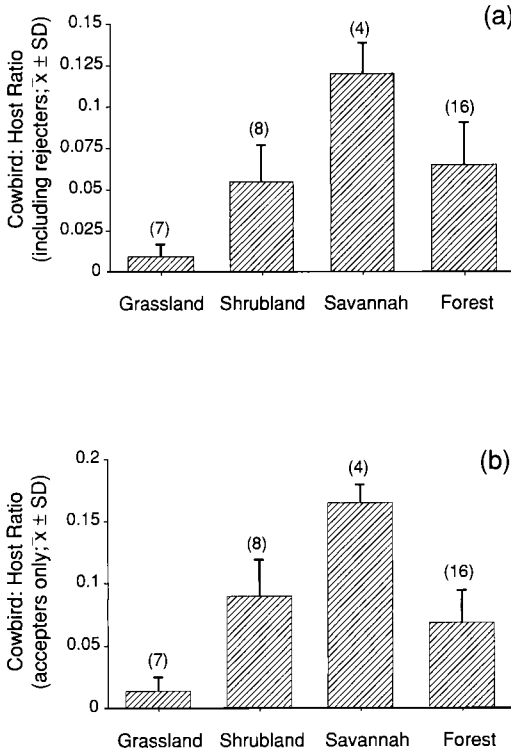 (a)
Cowbird: Host Ratio
(including rejecters; x̄ ± SD)
0.15
0.125
0.1
0.075
0.05
0.025
0
(7)
(8)
(4)
(16)
Grassland Shrubland Savannah Forest
(b)
Cowbird: Host Ratio
(accepters only; x̄ ± SD)
0.2
0.15
0.1
0.05
0
(7)
(8)
(4)
(16)
Grassland Shrubland Savannah Forest